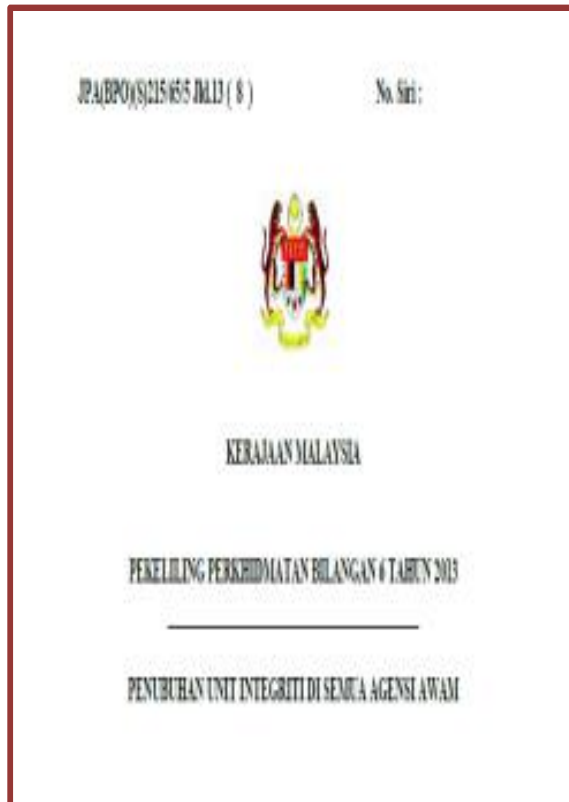 JPA(BPO)(S)215/65/5 Jld.13 ( 8 )	No. Siri :
KERAJAAN MALAYSIA
PEKELILING PERKHIDMATAN BILANGAN 6 TAHUN 2013
PENUBUHAN UNIT INTEGRITI DI SEMUA AGENSI AWAM